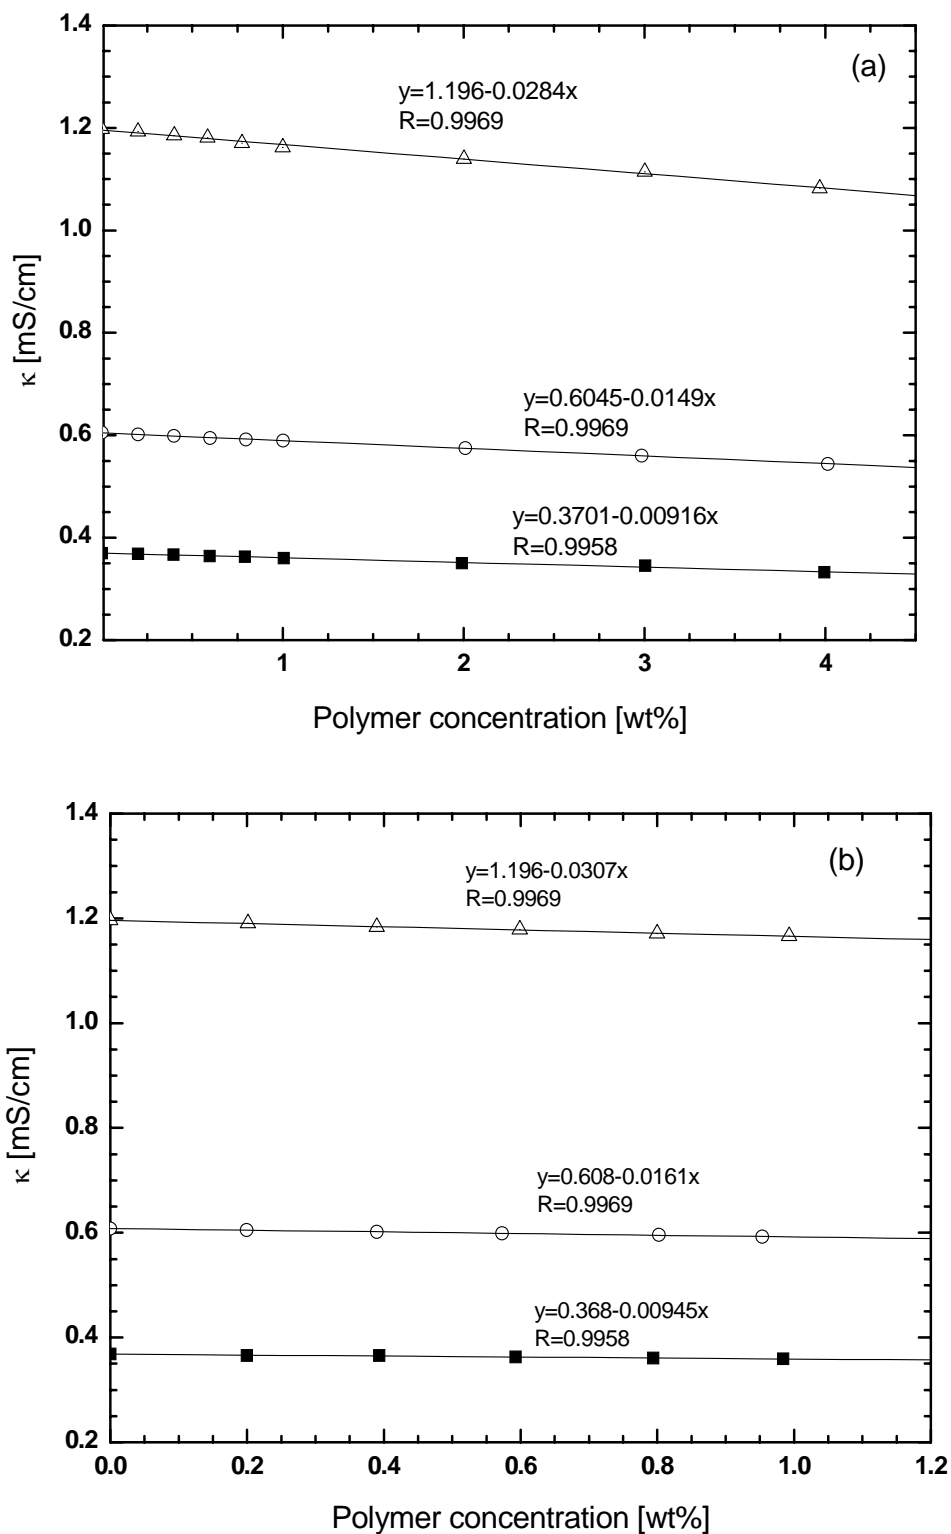 1.4
(a)
y=1.196-0.0284x
R=0.9969
1.2
1.0
κ [mS/cm]
0.8
y=0.6045-0.0149x
R=0.9969
0.6
y=0.3701-0.00916x
R=0.9958
0.4
0.2
1 2 3 4
Polymer concentration [wt%]
1.4
(b)
y=1.196-0.0307x
R=0.9969
1.2
1.0
κ [mS/cm]
0.8
y=0.608-0.0161x
R=0.9969
0.6
y=0.368-0.00945x
R=0.9958
0.4
0.2
0.0 0.2 0.4 0.6 0.8 1.0 1.2
Polymer concentration [wt%]